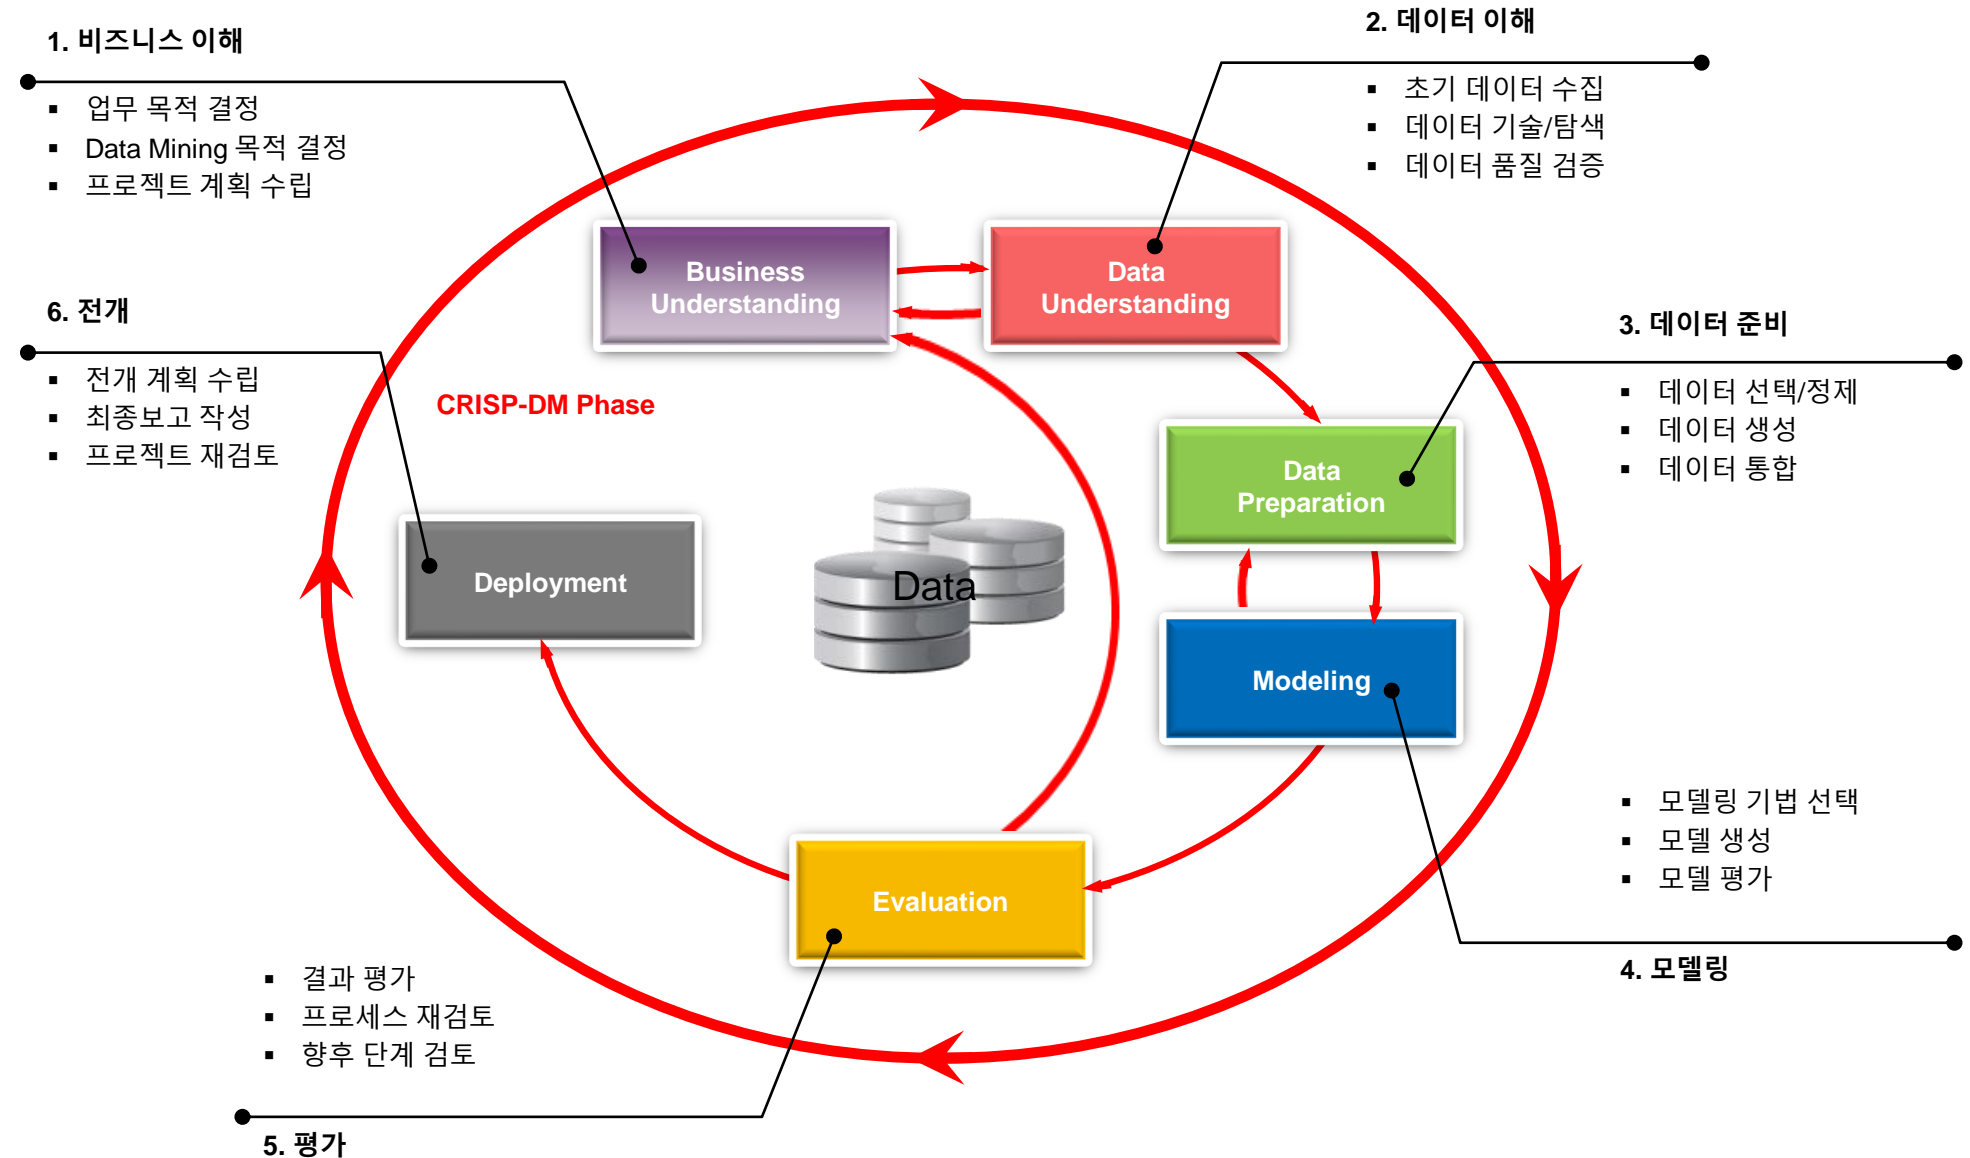 1. 비즈니스 이해
▪ 업무 목적 결정
▪ Data Mining 목적 결정
▪ 프로젝트 계획 수립
2. 데이터 이해
▪ 초기 데이터 수집
▪ 데이터 기술/탐색
▪ 데이터 품질 검증
Business
Understanding
Data
Understanding
6. 전개
▪ 전개 계획 수립
▪ 최종보고 작성
▪ 프로젝트 재검토
CRISP-DM Phase
3. 데이터 준비
▪ 데이터 선택/정제
▪ 데이터 생성
▪ 데이터 통합
Data
Preparation
Deployment
Data
Modeling
▪ 모델링 기법 선택
▪ 모델 생성
▪ 모델 평가
4. 모델링
Evaluation
▪ 결과 평가
▪ 프로세스 재검토
▪ 향후 단계 검토
5. 평가